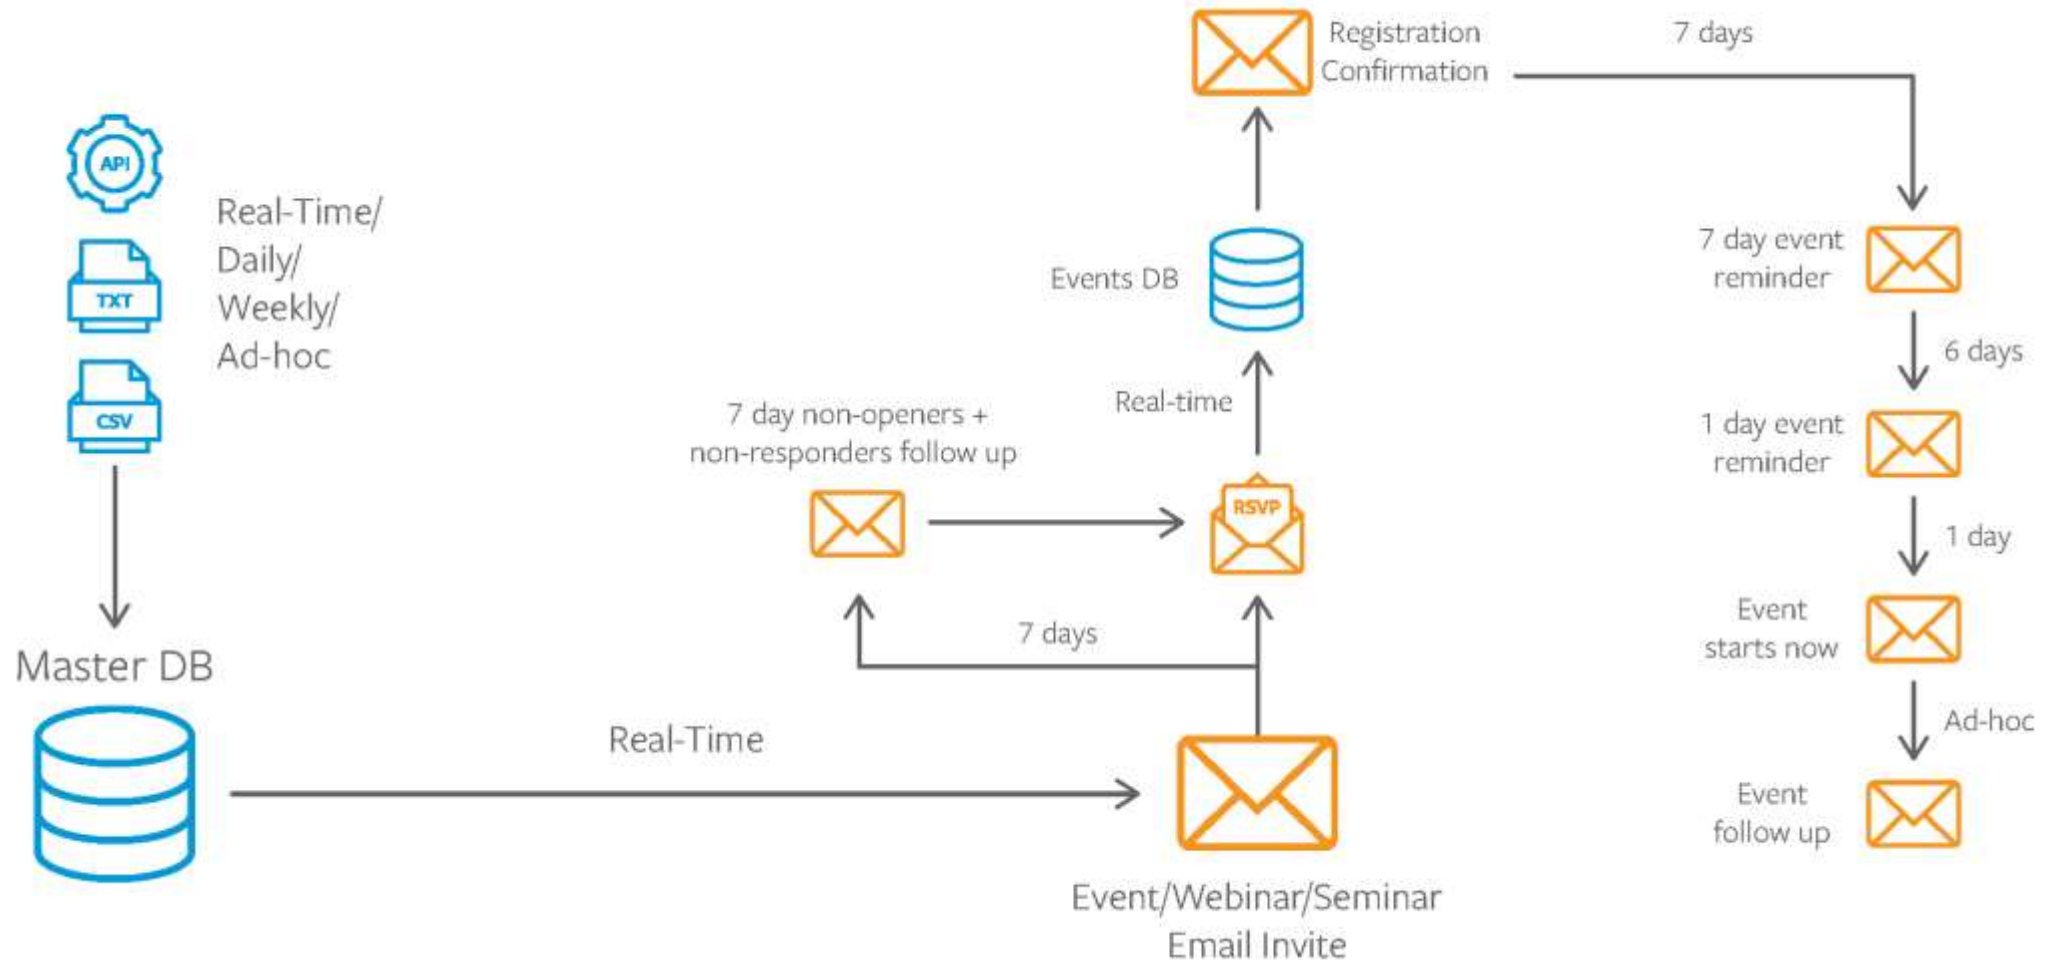 API
TXT
CSV
Real-Time/
Daily/
Weekly/
Ad-hoc
Master DB
Real-Time
Event/Webinar/Seminar
Email Invite
7 days
7 day non-openers +
non-responders follow up
RSVP
Real-time
Events DB
Registration
Confirmation
7 days
7 day event
reminder
6 days
1 day event
reminder
1 day
Event
starts now
Ad-hoc
Event
follow up